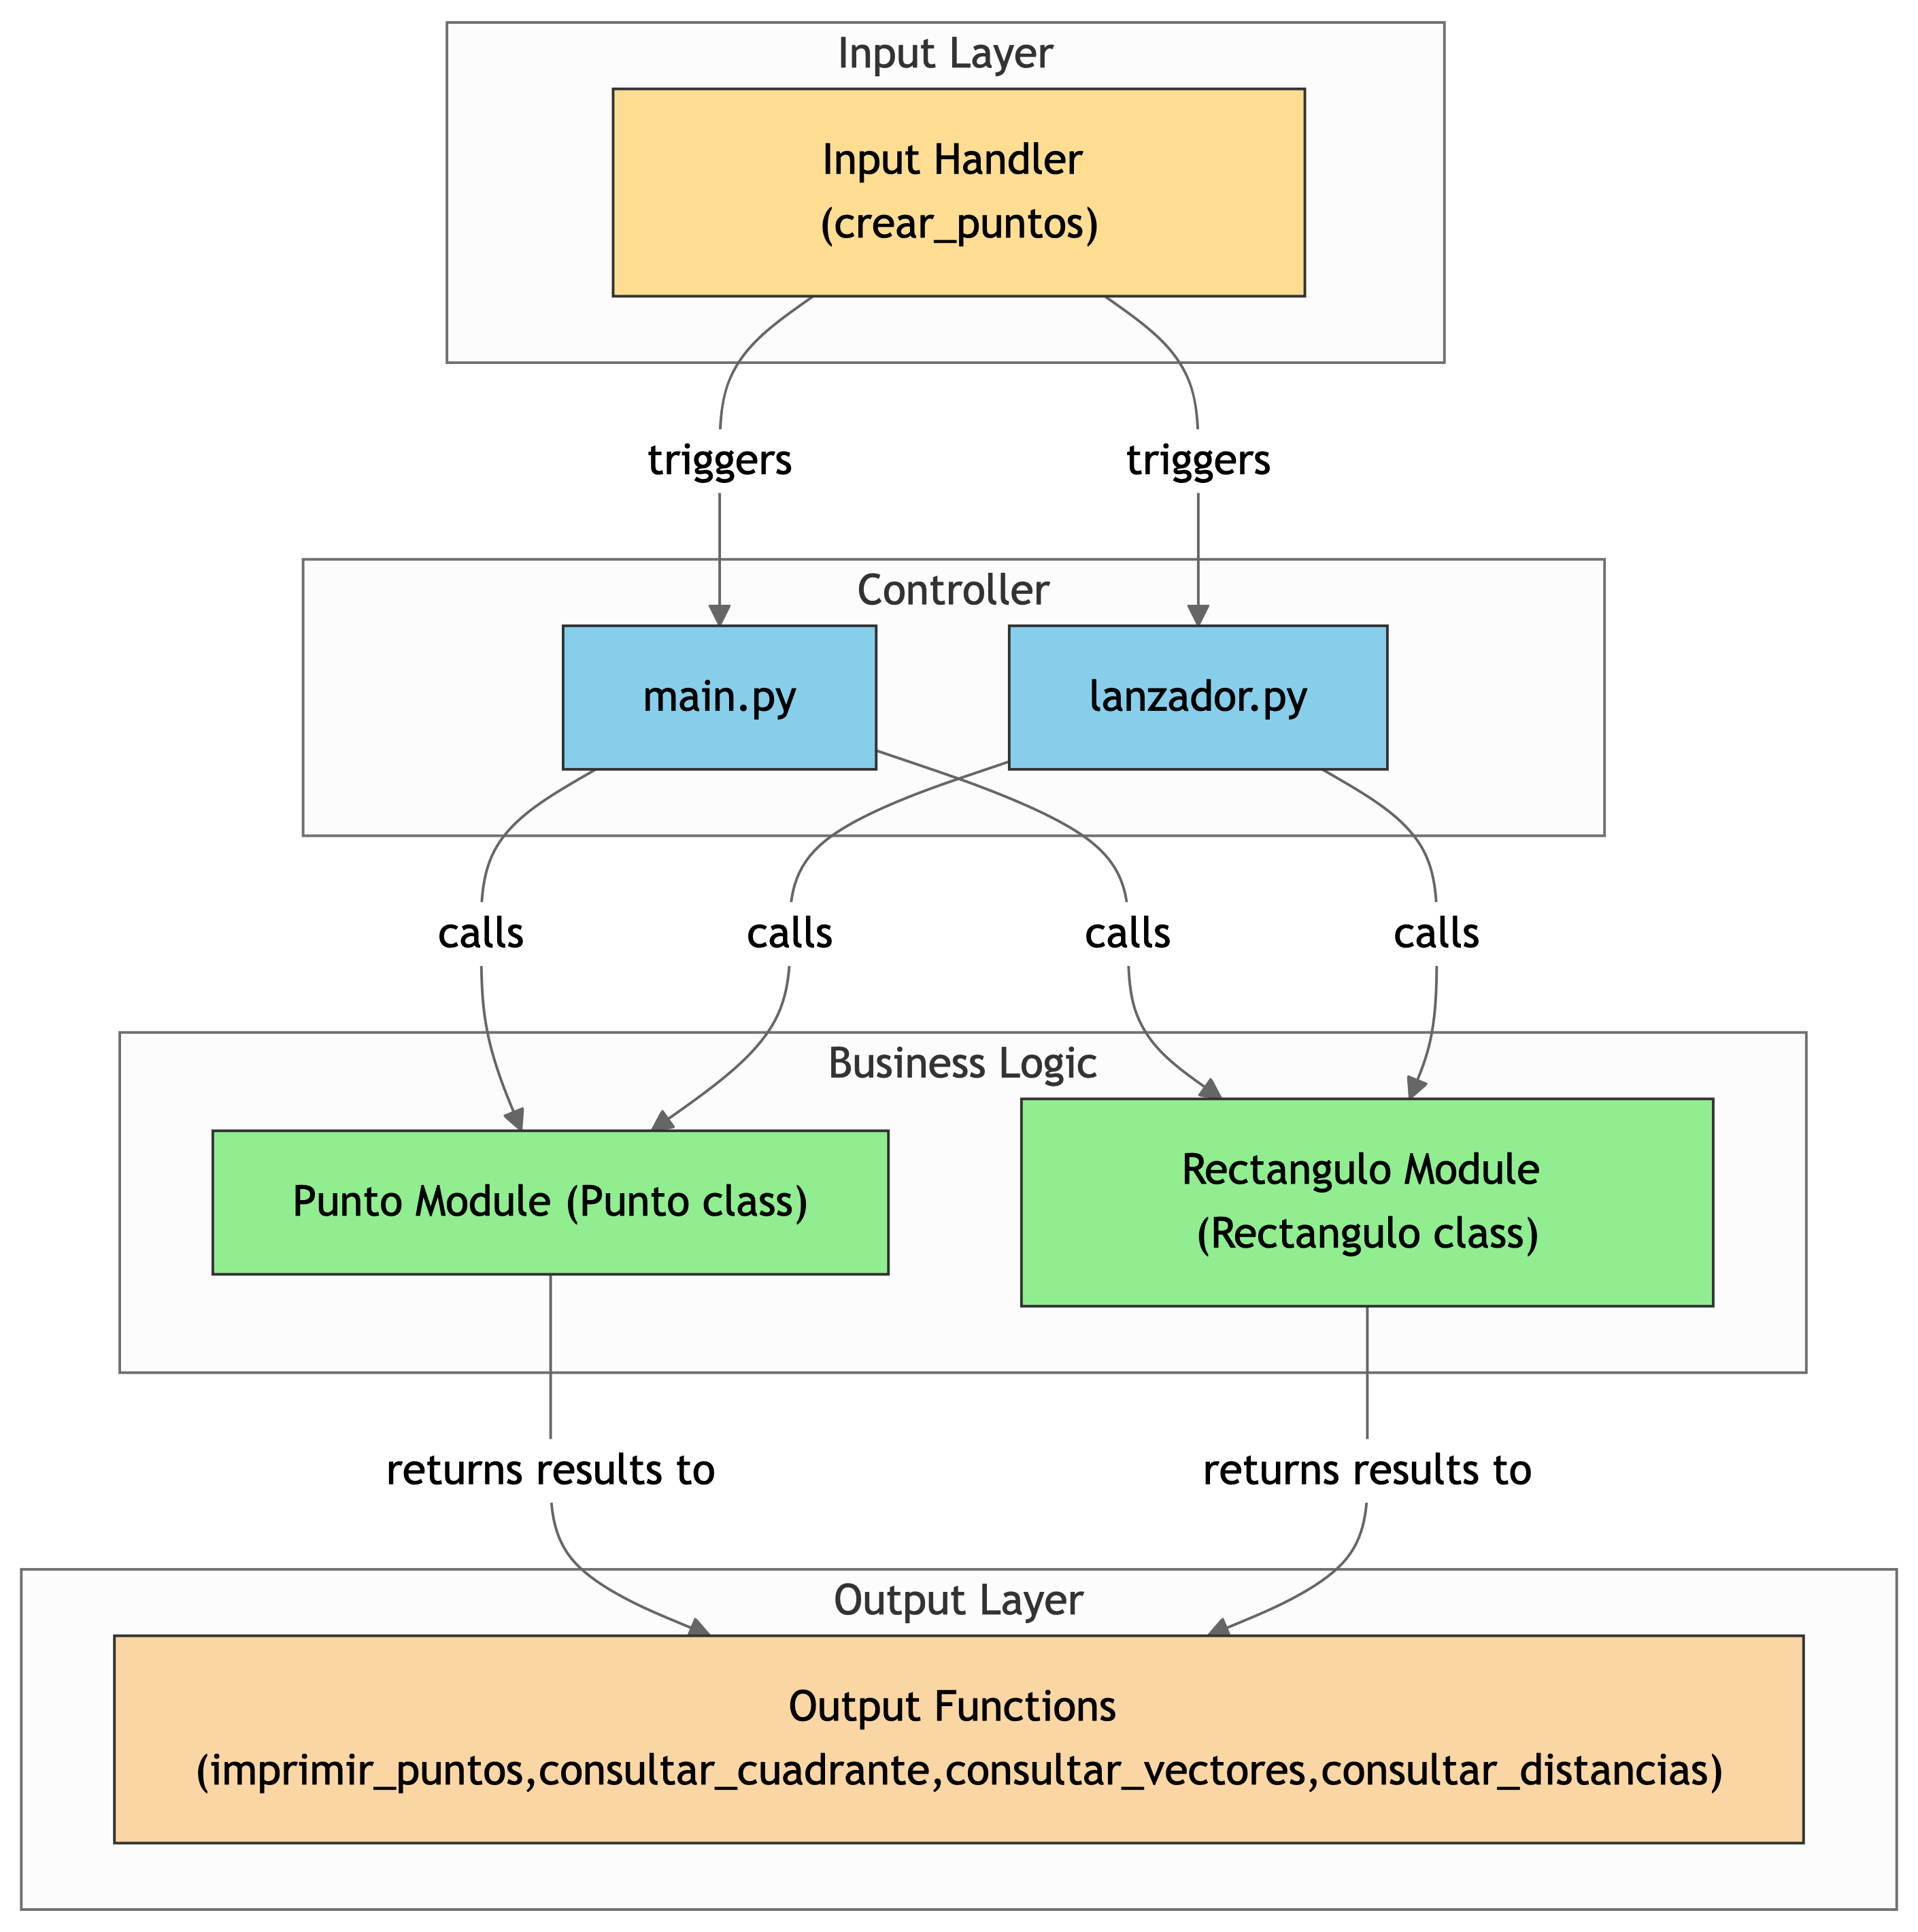 Input Layer
Input Handler
(crear_puntos)
triggers
triggers
Controller
main.py
lanzador.py
calls
calls
calls
calls
Business Logic
Punto Module (Punto class)
Rectangulo Module
(Rectangulo class)
returns results to
returns results to
Output Layer
Output Functions
(imprimir_puntos,consultar_cuadrante,consultar_vectores,consultar_distancias)